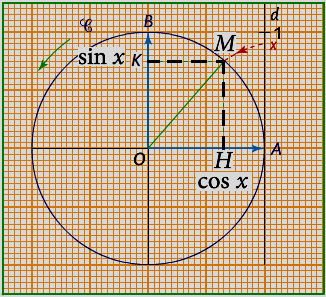 𝒞 B d
1
M x
sin x K
O H A
cos x